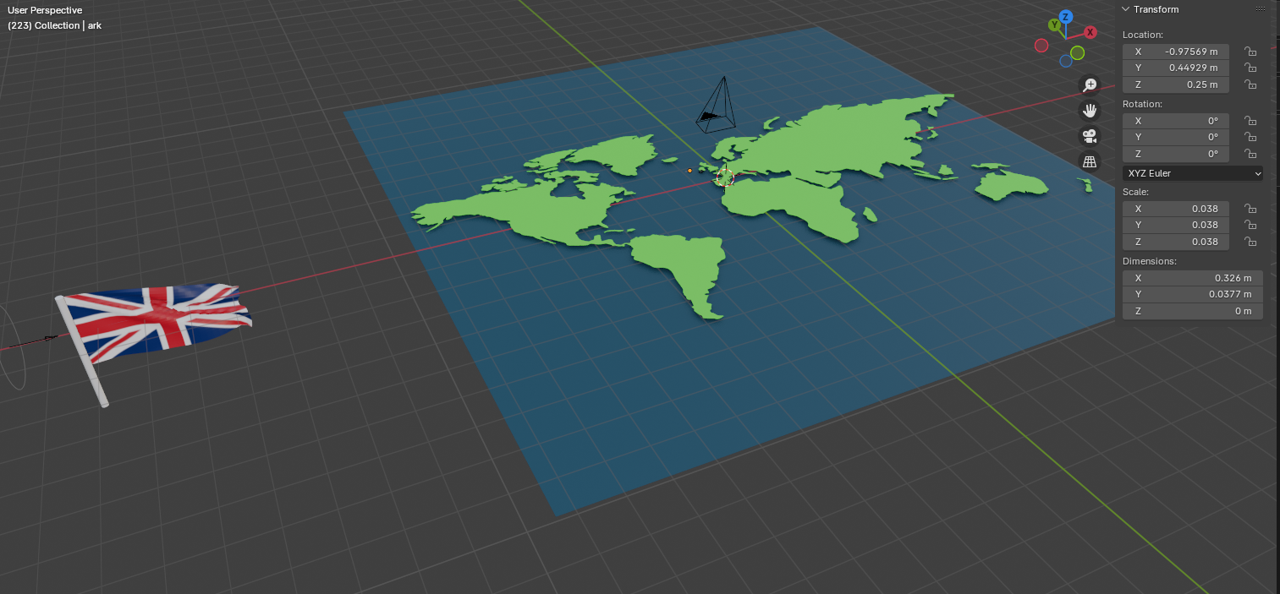 User Perspective
(223) Collection | ark
Z
Y
X
Transform
Location:
X -0.97569 m
Y 0.44929 m
Z 0.25 m
Rotation:
X 0°
Y 0°
Z 0°
XYZ Euler
Scale:
X 0.038
Y 0.038
Z 0.038
Dimensions:
X 0.326 m
Y 0.0377 m
Z 0 m